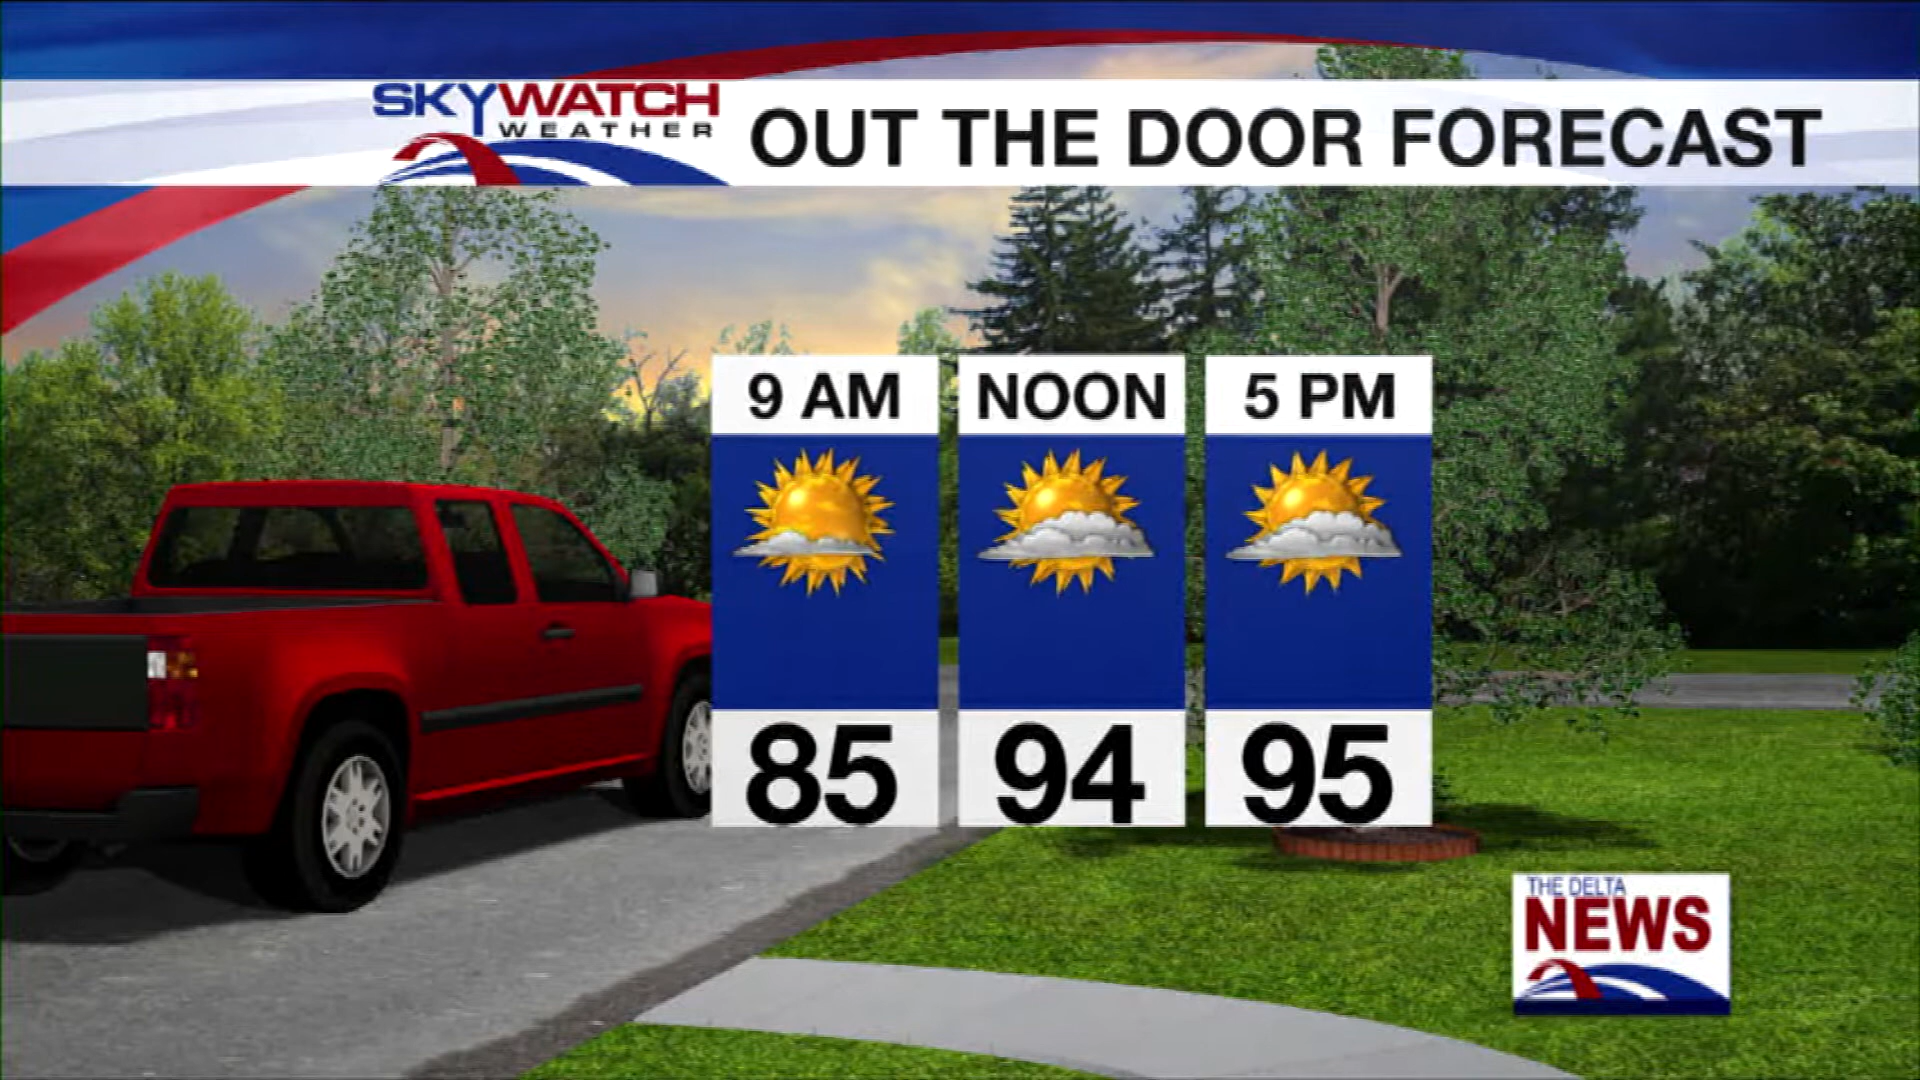 SKYWATCH
WEATHER
OUT THE DOOR FORECAST
9 AM NOON 5 PM
85 94 95
THE DELTA
NEWS